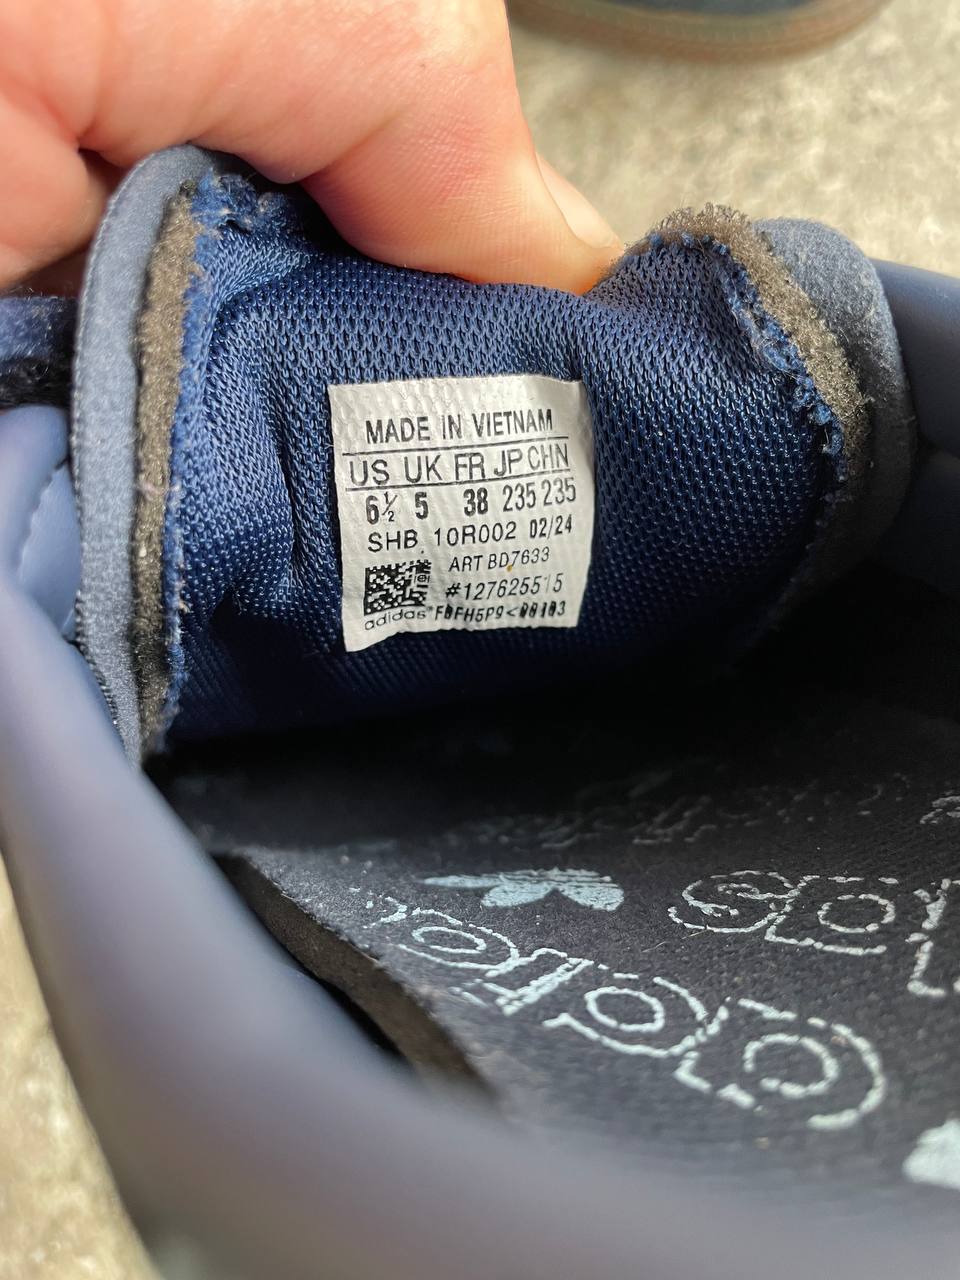 MADE IN VIETNAM
US UK FR JP CHN
6½ 5 38 235 235
SHB 10R002 02/24
ART BD7633
#127625515
adidas